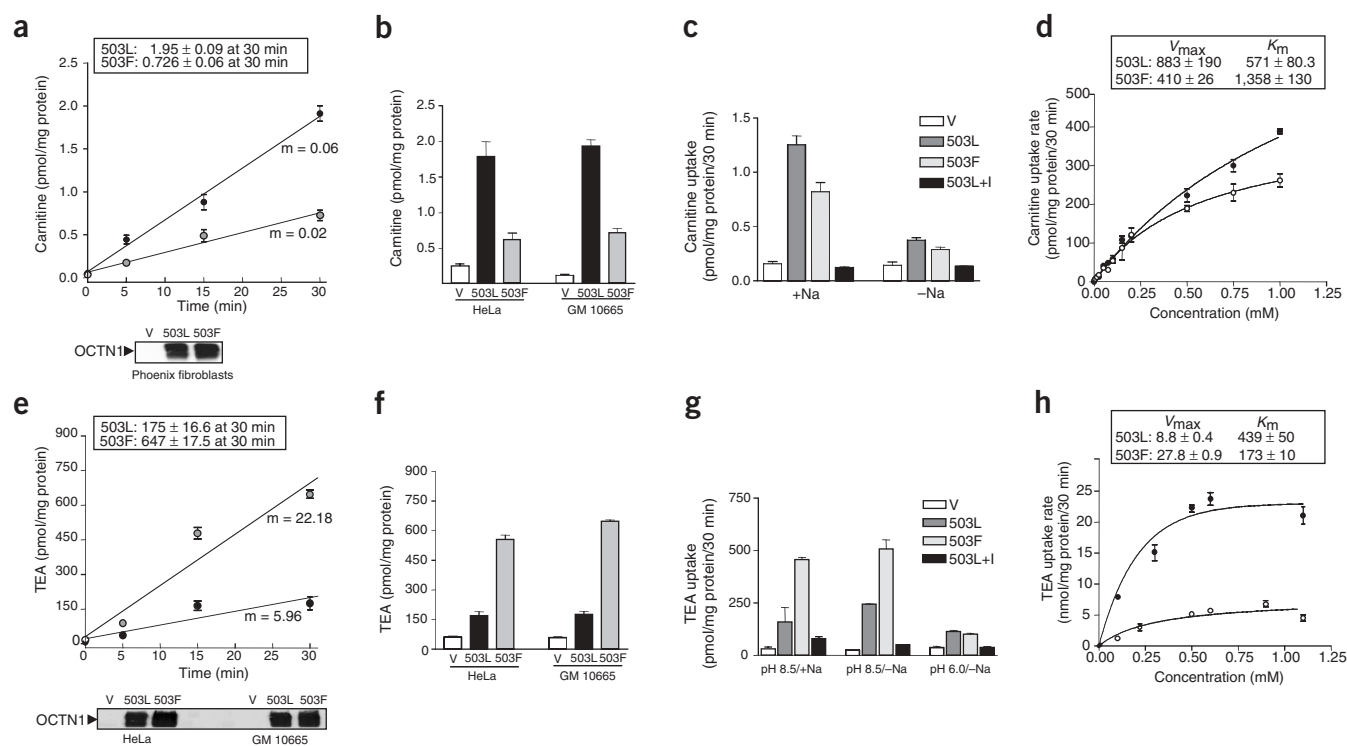 a
503L: 1.95 ± 0.09 at 30 min
503F: 0.726 ± 0.06 at 30 min
Carnitine (pmol/mg protein)
2.5
2.0
1.5
1.0
0.5
0.0
m = 0.06
m = 0.02
0 5 10 15 20 25 30
Time (min)
V 503L 503F
OCTN1
Phoenix fibroblasts
b
Carnitine (pmol/mg protein)
2.5
2.0
1.5
1.0
0.5
V 503L 503F V 503L 503F
HeLa GM 10665
c
Carnitine uptake
(pmol/mg protein/30 min)
1.5
1.0
0.5
0.0
V
503L
503F
503L+I
+Na –Na
d
Vmax Km
503L: 883 ± 190 571 ± 80.3
503F: 410 ± 26 1,358 ± 130
Carnitine uptake rate
(pmol/mg protein/30 min)
500
400
300
200
100
0
0.00 0.25 0.50 0.75 1.00 1.25
Concentration (mM)
e
503L: 175 ± 16.6 at 30 min
503F: 647 ± 17.5 at 30 min
TEA (pmol/mg protein)
900
750
600
450
300
150
0
m = 22.18
m = 5.96
0 5 10 15 20 25 30
Time (min)
V 503L 503F V 503L 503F
OCTN1
HeLa GM 10665
f
TEA (pmol/mg protein)
900
750
600
450
300
150
0
V 503L 503F V 503L 503F
HeLa GM 10665
g
TEA uptake
(pmol/mg protein/30 min)
750
500
250
0
V
503L
503F
503L+I
pH 8.5/+Na pH 8.5/–Na pH 6.0/–Na
h
Vmax Km
503L: 8.8 ± 0.4 439 ± 50
503F: 27.8 ± 0.9 173 ± 10
TEA uptake rate
(nmol/mg protein/30 min)
25
20
15
10
5
0
0.00 0.25 0.50 0.75 1.00 1.25
Concentration (mM)